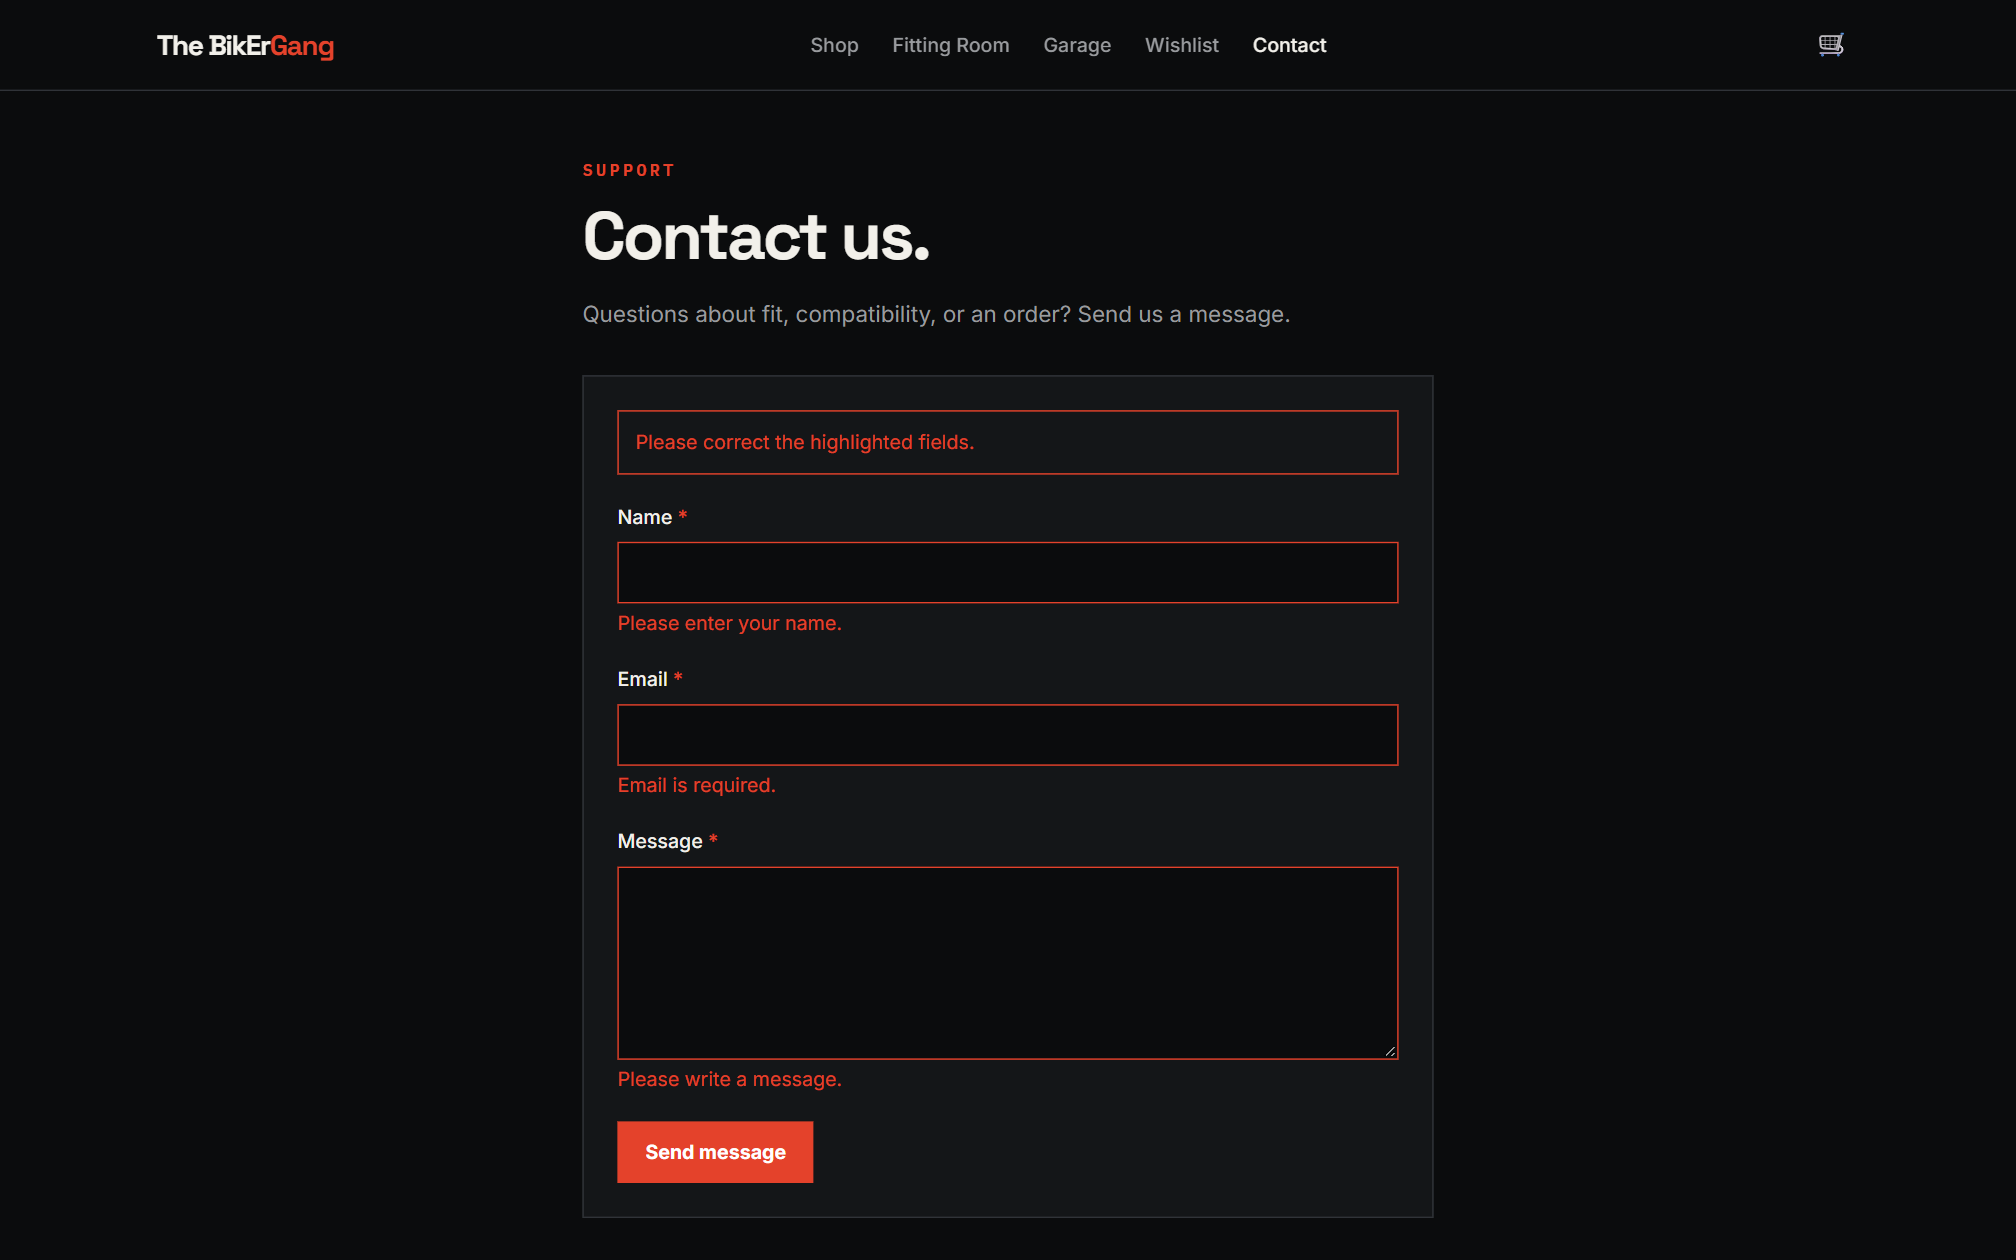 The BikErGang
Shop Fitting Room Garage Wishlist Contact
SUPPORT
Contact us.
Questions about fit, compatibility, or an order? Send us a message.
Please correct the highlighted fields.
Name *
Please enter your name.
Email *
Email is required.
Message *
Please write a message.
Send message